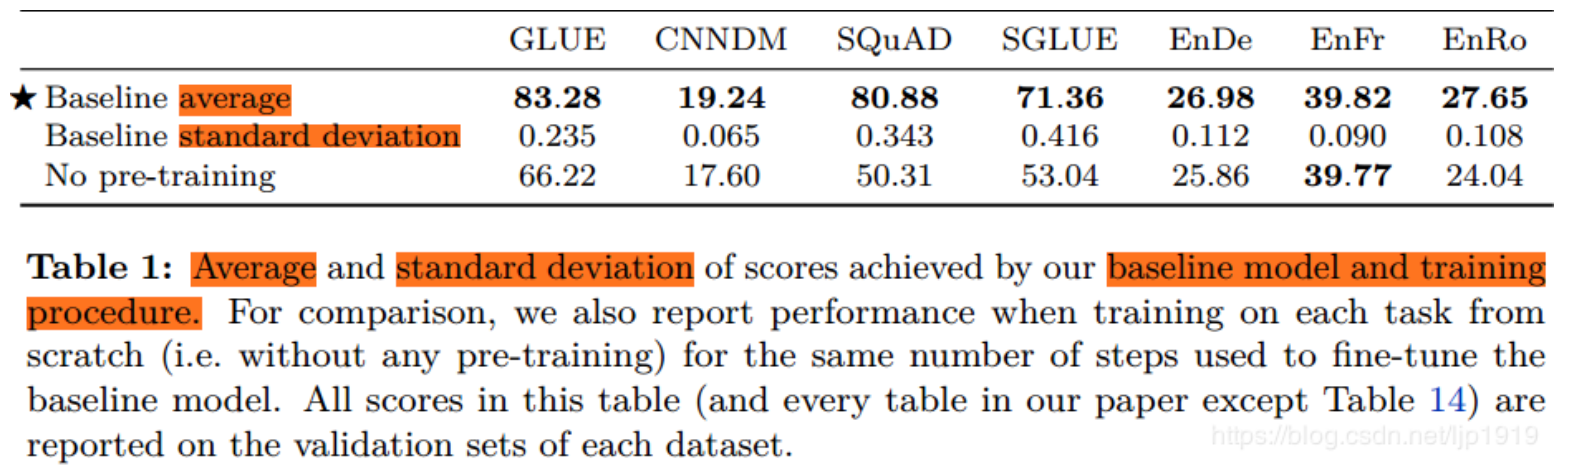 GLUE CNNDM SQuAD SGLUE EnDe EnFr EnRo
★ Baseline average 83.28 19.24 80.88 71.36 26.98 39.82 27.65
Baseline standard deviation 0.235 0.065 0.343 0.416 0.112 0.090 0.108
No pre-training 66.22 17.60 50.31 53.04 25.86 39.77 24.04
Table 1: Average and standard deviation of scores achieved by our baseline model and training
procedure. For comparison, we also report performance when training on each task from
scratch (i.e. without any pre-training) for the same number of steps used to fine-tune the
baseline model. All scores in this table (and every table in our paper except Table 14) are
reported on the validation sets of each dataset.
https://blog.csdn.net/ljp1919